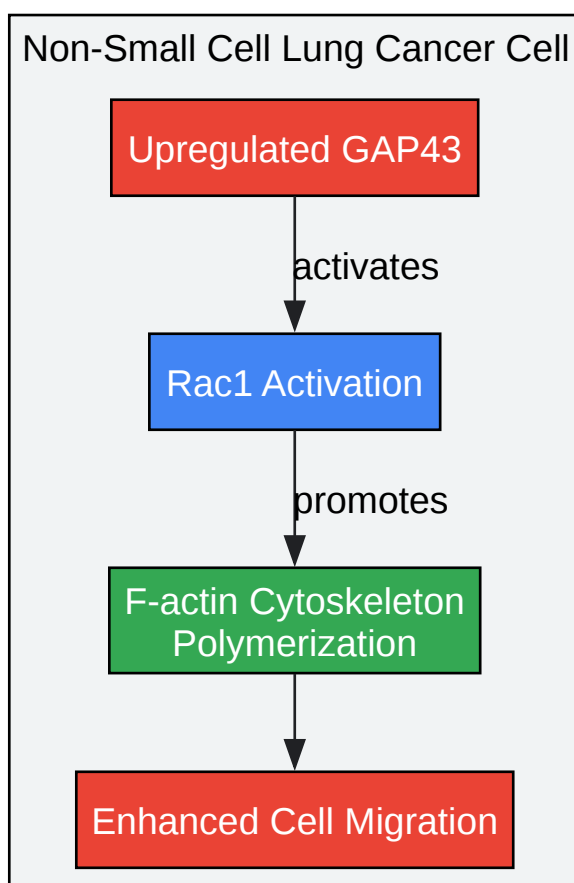 Non-Small Cell Lung Cancer Cell
Upregulated GAP43
activates
Rac1 Activation
promotes
F-actin Cytoskeleton
Polymerization
Enhanced Cell Migration